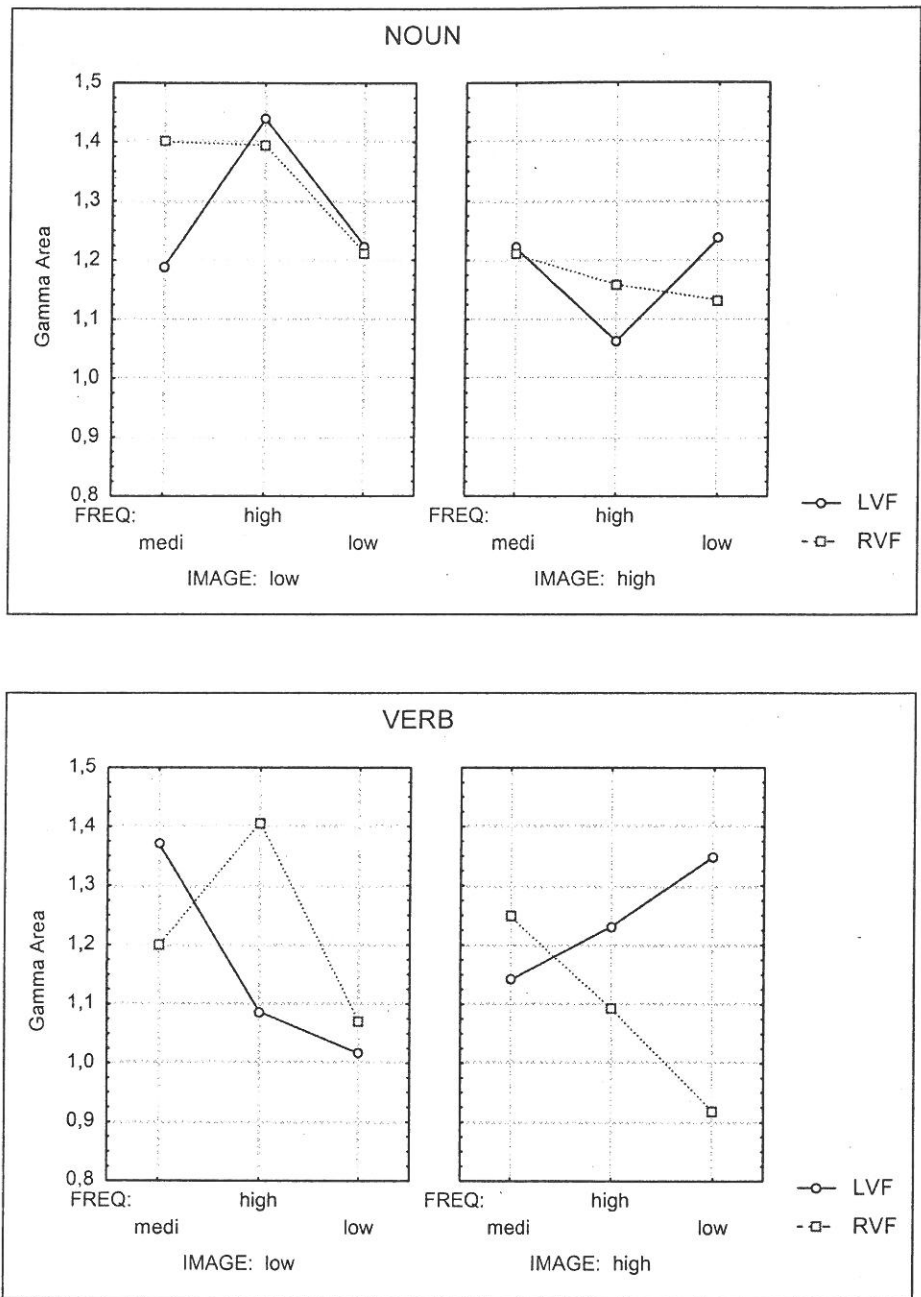 NOUN
1,5
1,4
1,3
1,2
1,1
1,0
0,9
0,8
Gamma Area
FREQ: high FREQ: high
medi low medi low
IMAGE: low IMAGE: high
LVF
RVF
VERB
1,5
1,4
1,3
1,2
1,1
1,0
0,9
0,8
Gamma Area
FREQ: high FREQ: high
medi low medi low
IMAGE: low IMAGE: high
LVF
RVF